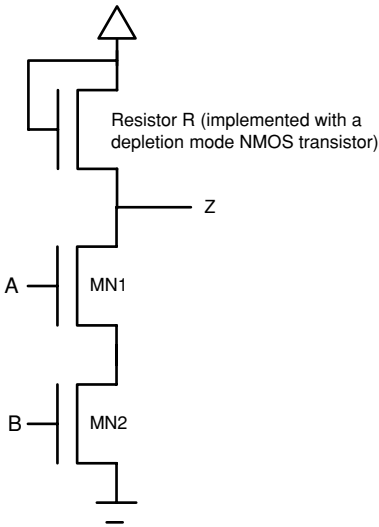 Resistor R (implemented with a
depletion mode NMOS transistor)
Z
A
MN1
B
MN2